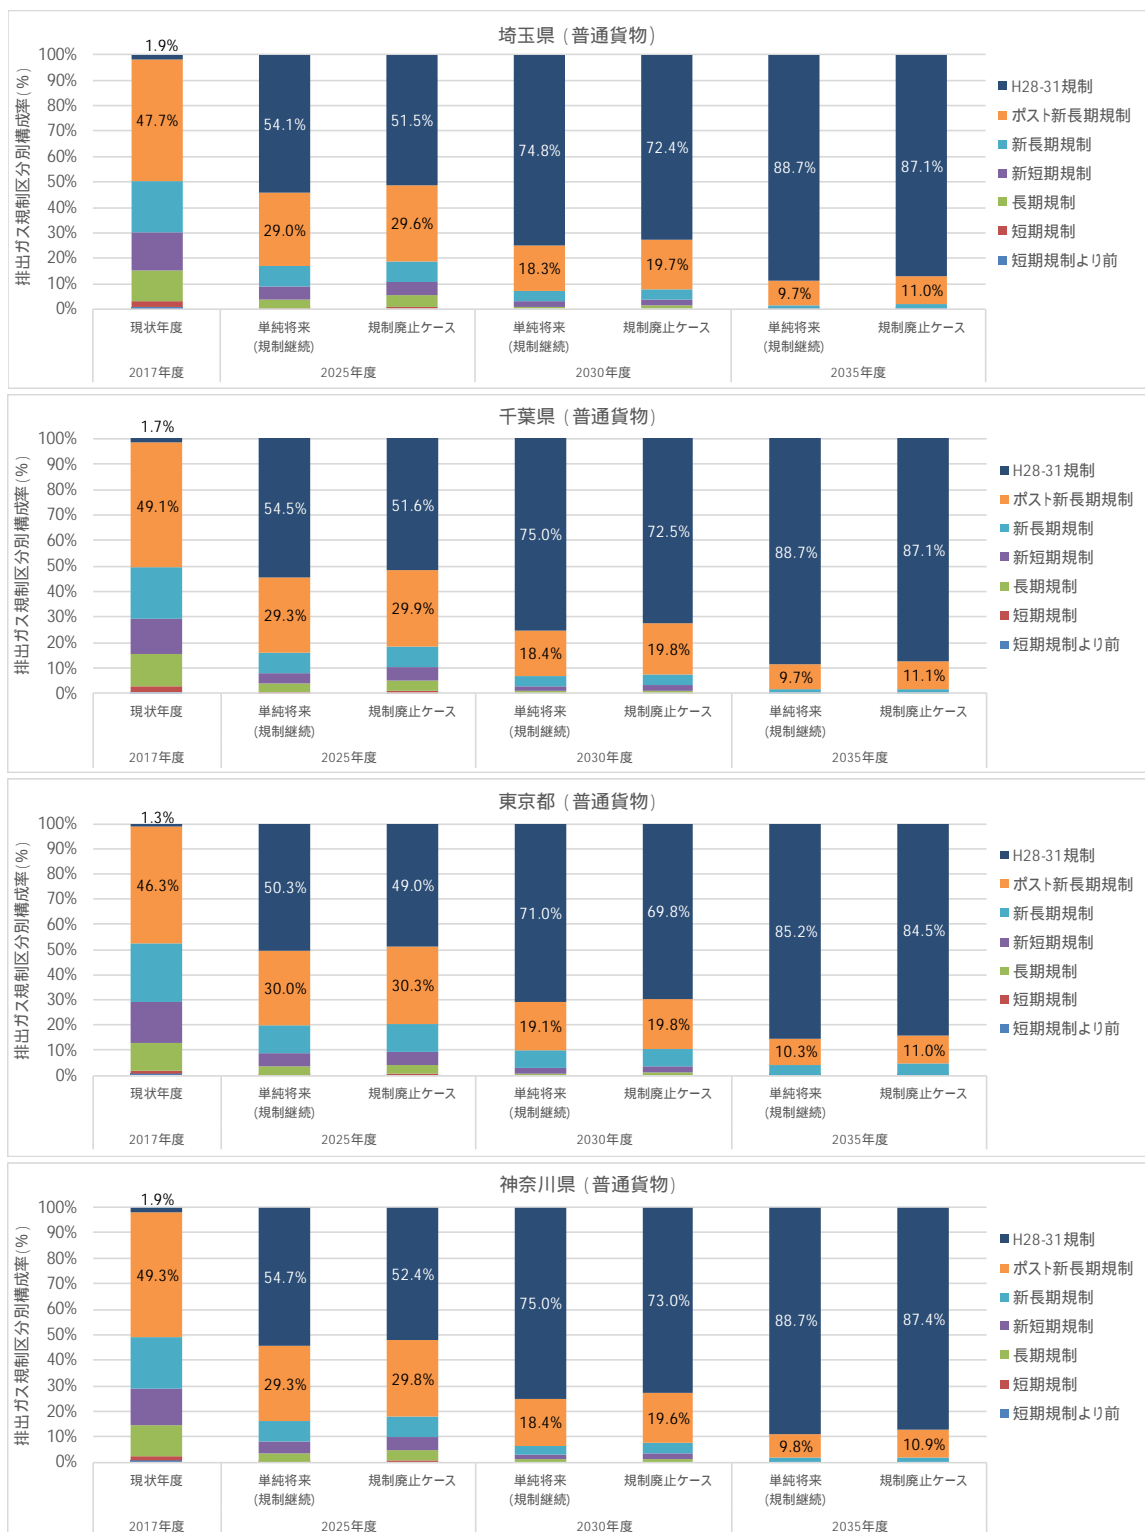 埼玉県（普通貨物）
排出ガス規制区分別構成率(%)
100%
90%
80%
70%
60%
50%
40%
30%
20%
10%
0%
1.9%
47.7%
54.1%
29.0%
51.5%
29.6%
74.8%
18.3%
72.4%
19.7%
88.7%
9.7%
87.1%
11.0%
H28-31規制
ポスト新長期規制
新長期規制
新短期規制
長期規制
短期規制
短期規制より前
現状年度
単純将来
(規制継続)
規制廃止ケース
単純将来
(規制継続)
規制廃止ケース
単純将来
(規制継続)
規制廃止ケース
2017年度
2025年度
2030年度
2035年度
千葉県（普通貨物）
排出ガス規制区分別構成率(%)
100%
90%
80%
70%
60%
50%
40%
30%
20%
10%
0%
1.7%
49.1%
54.5%
29.3%
51.6%
29.9%
75.0%
18.4%
72.5%
19.8%
88.7%
9.7%
87.1%
11.1%
H28-31規制
ポスト新長期規制
新長期規制
新短期規制
長期規制
短期規制
短期規制より前
現状年度
単純将来
(規制継続)
規制廃止ケース
単純将来
(規制継続)
規制廃止ケース
単純将来
(規制継続)
規制廃止ケース
2017年度
2025年度
2030年度
2035年度
東京都（普通貨物）
排出ガス規制区分別構成率(%)
100%
90%
80%
70%
60%
50%
40%
30%
20%
10%
0%
1.3%
46.3%
50.3%
30.0%
49.0%
30.3%
71.0%
19.1%
69.8%
19.8%
85.2%
10.3%
84.5%
11.0%
H28-31規制
ポスト新長期規制
新長期規制
新短期規制
長期規制
短期規制
短期規制より前
現状年度
単純将来
(規制継続)
規制廃止ケース
単純将来
(規制継続)
規制廃止ケース
単純将来
(規制継続)
規制廃止ケース
2017年度
2025年度
2030年度
2035年度
神奈川県（普通貨物）
排出ガス規制区分別構成率(%)
100%
90%
80%
70%
60%
50%
40%
30%
20%
10%
0%
1.9%
49.3%
54.7%
29.3%
52.4%
29.8%
75.0%
18.4%
73.0%
19.6%
88.7%
9.8%
87.4%
10.9%
H28-31規制
ポスト新長期規制
新長期規制
新短期規制
長期規制
短期規制
短期規制より前
現状年度
単純将来
(規制継続)
規制廃止ケース
単純将来
(規制継続)
規制廃止ケース
単純将来
(規制継続)
規制廃止ケース
2017年度
2025年度
2030年度
2035年度